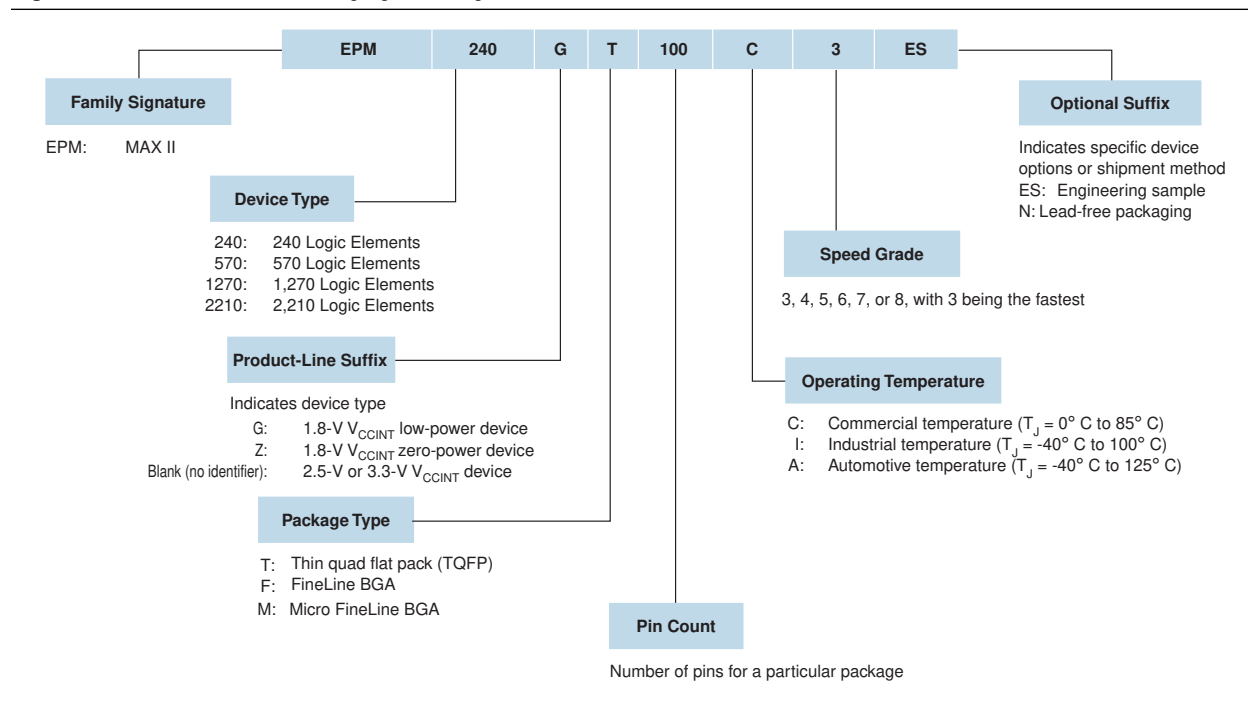 EPM 240 G T 100 C 3 ES
Family Signature
EPM: MAX II
Optional Suffix
Indicates specific device
options or shipment method
ES: Engineering sample
N: Lead-free packaging
Device Type
240: 240 Logic Elements
570: 570 Logic Elements
1270: 1,270 Logic Elements
2210: 2,210 Logic Elements
Speed Grade
3, 4, 5, 6, 7, or 8, with 3 being the fastest
Product-Line Suffix
Indicates device type
G: 1.8-V VCCINT low-power device
Z: 1.8-V VCCINT zero-power device
Blank (no identifier): 2.5-V or 3.3-V VCCINT device
Operating Temperature
C: Commercial temperature (TJ = 0° C to 85° C)
I: Industrial temperature (TJ = -40° C to 100° C)
A: Automotive temperature (TJ = -40° C to 125° C)
Package Type
T: Thin quad flat pack (TQFP)
F: FineLine BGA
M: Micro FineLine BGA
Pin Count
Number of pins for a particular package